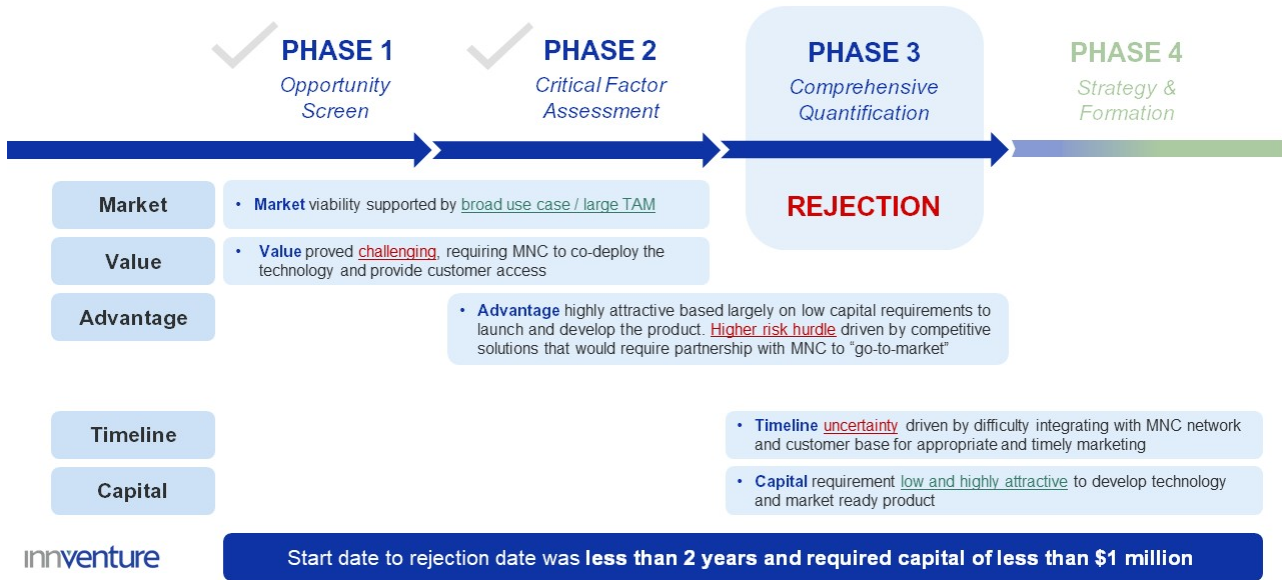 PHASE 1
Opportunity
Screen
PHASE 2
Critical Factor
Assessment
PHASE 3
Comprehensive
Quantification
PHASE 4
Strategy &
Formation
REJECTION
Market
• Market viability supported by broad use case / large TAM
Value
• Value proved challenging, requiring MNC to co-deploy the
technology and provide customer access
Advantage
• Advantage highly attractive based largely on low capital requirements to
launch and develop the product. Higher risk hurdle driven by competitive
solutions that would require partnership with MNC to “go-to-market”
Timeline
• Timeline uncertainty driven by difficulty integrating with MNC network
and customer base for appropriate and timely marketing
Capital
• Capital requirement low and highly attractive to develop technology
and market ready product
innventure
Start date to rejection date was less than 2 years and required capital of less than $1 million